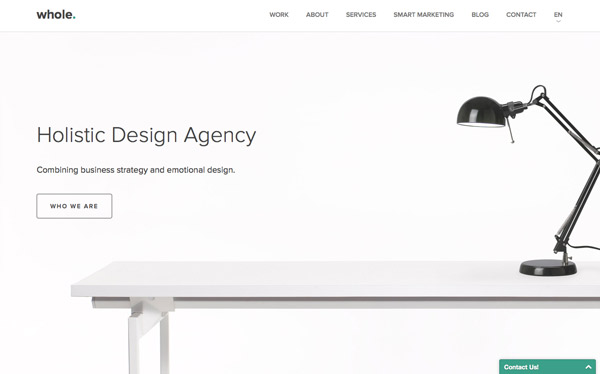 whole.
WORK ABOUT SERVICES SMART MARKETING BLOG CONTACT EN
Holistic Design Agency
Combining business strategy and emotional design.
WHO WE ARE
Contact Us!